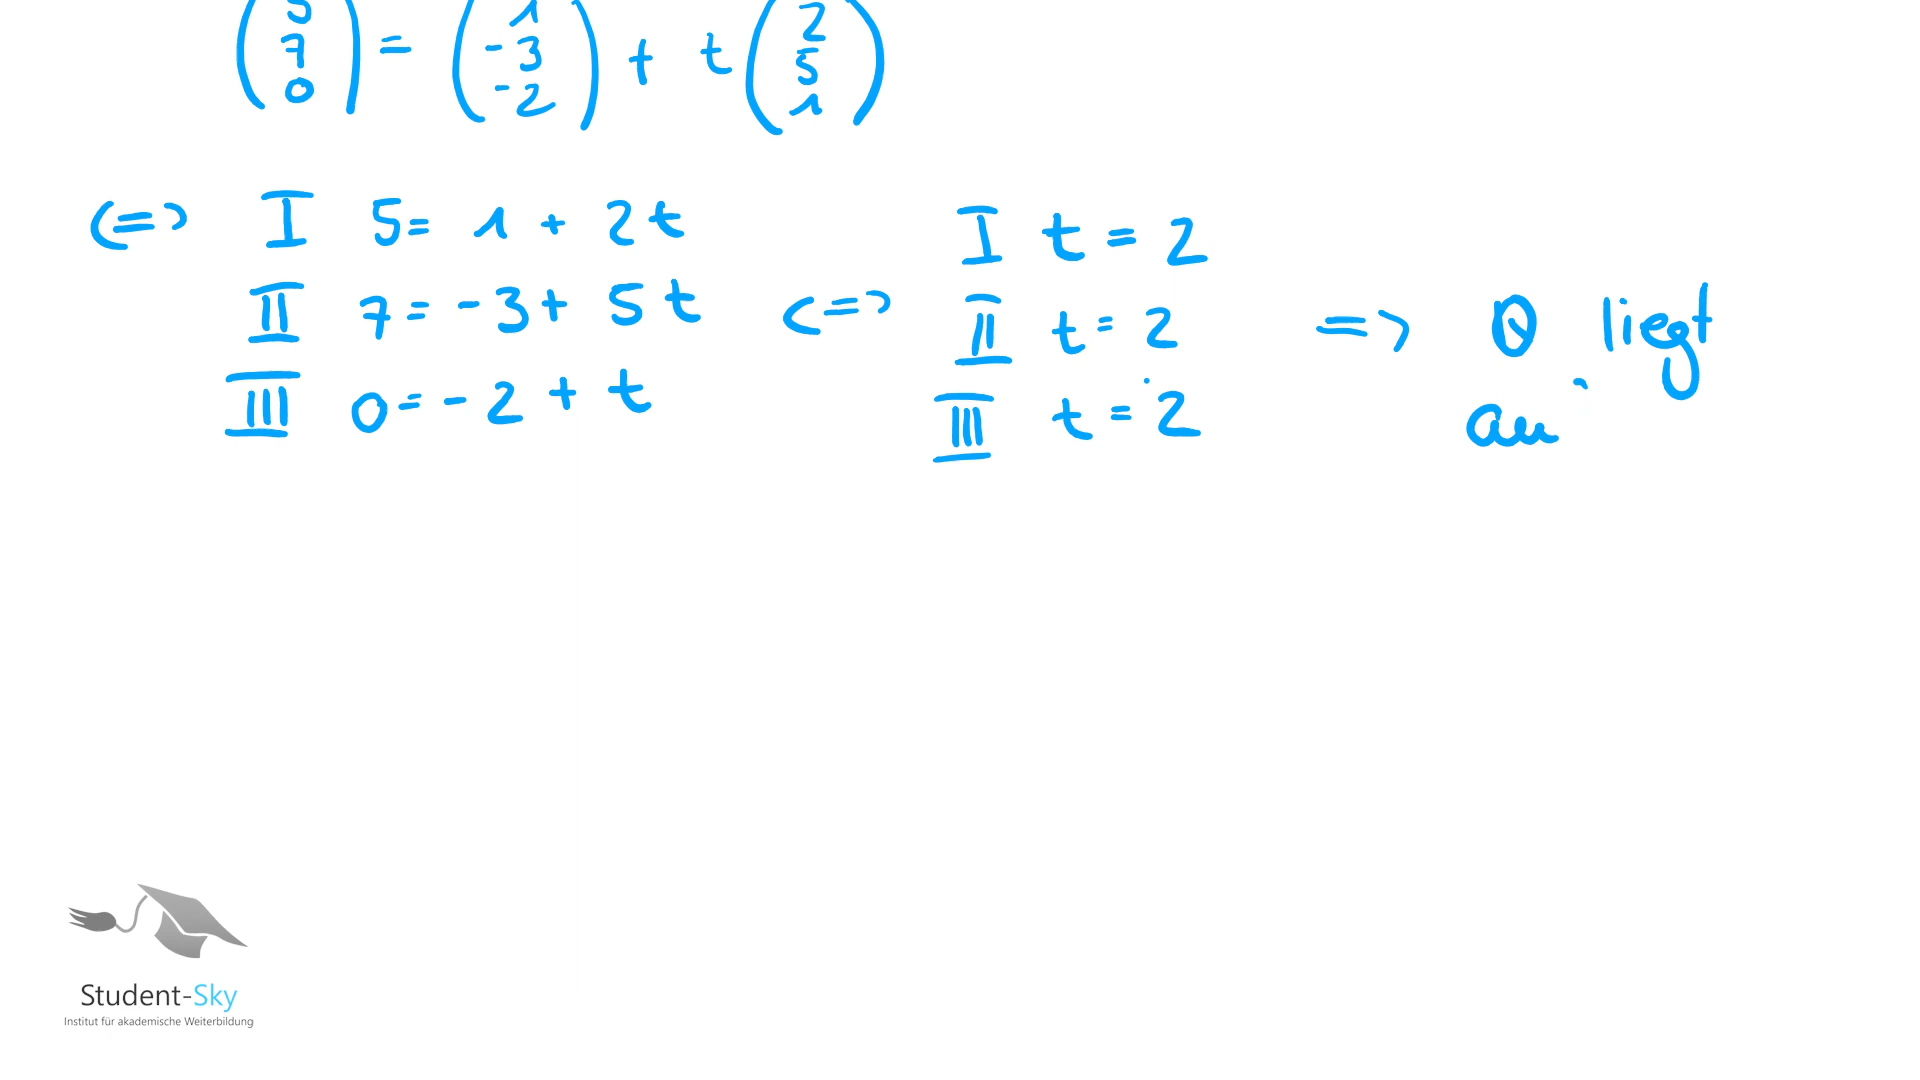 (5 7 0) = (1 -3 -2) + t (2 5 1)
<=> I 5 = 1 + 2t
II 7 = -3 + 5t
III 0 = -2 + t
<=> I t = 2
II t = 2
III t = 2
=> Q liegt
au
Student-Sky
Institut für akademische Weiterbildung